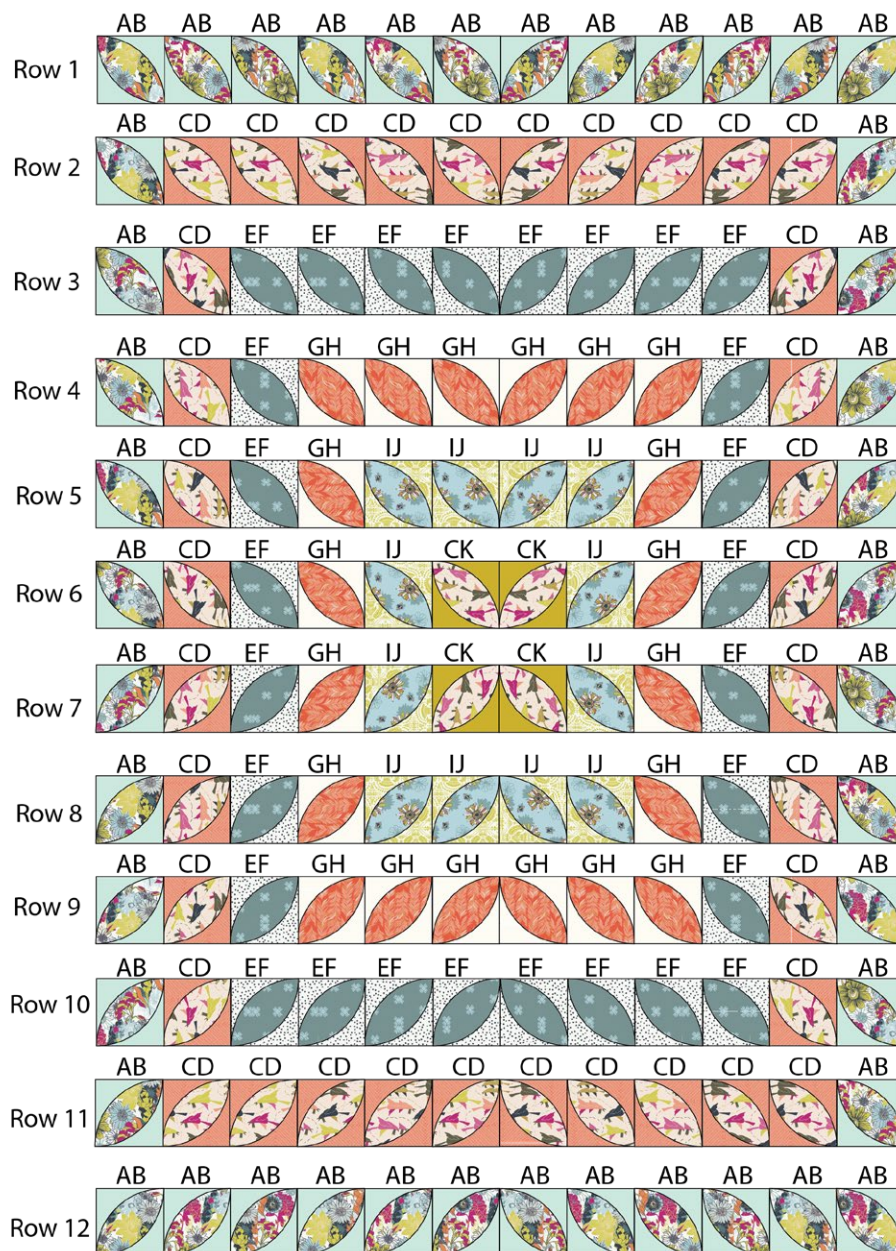 AB AB AB AB AB AB AB AB AB AB AB AB
Row 1
AB CD CD CD CD CD CD CD CD CD CD AB
Row 2
AB CD EF EF EF EF EF EF EF EF CD AB
Row 3
AB CD EF GH GH GH GH GH GH EF CD AB
Row 4
AB CD EF GH IJ IJ IJ IJ GH EF CD AB
Row 5
AB CD EF GH IJ CK CK IJ GH EF CD AB
Row 6
AB CD EF GH IJ CK CK IJ GH EF CD AB
Row 7
AB CD EF GH IJ IJ IJ IJ GH EF CD AB
Row 8
AB CD EF GH GH GH GH GH GH EF CD AB
Row 9
AB CD EF EF EF EF EF EF EF EF CD AB
Row 10
AB CD CD CD CD CD CD CD CD CD CD AB
Row 11
AB AB AB AB AB AB AB AB AB AB AB AB
Row 12